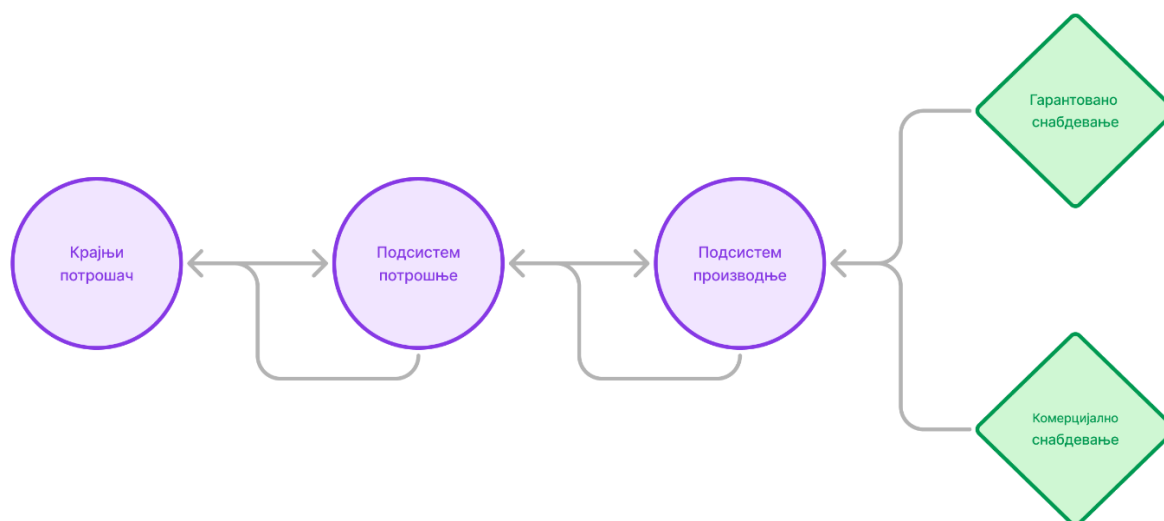 Гарантовано
снабдевање
Крајњи
потрошач
Подсистем
потрошње
Подсистем
производње
Комерцијално
снабдевање